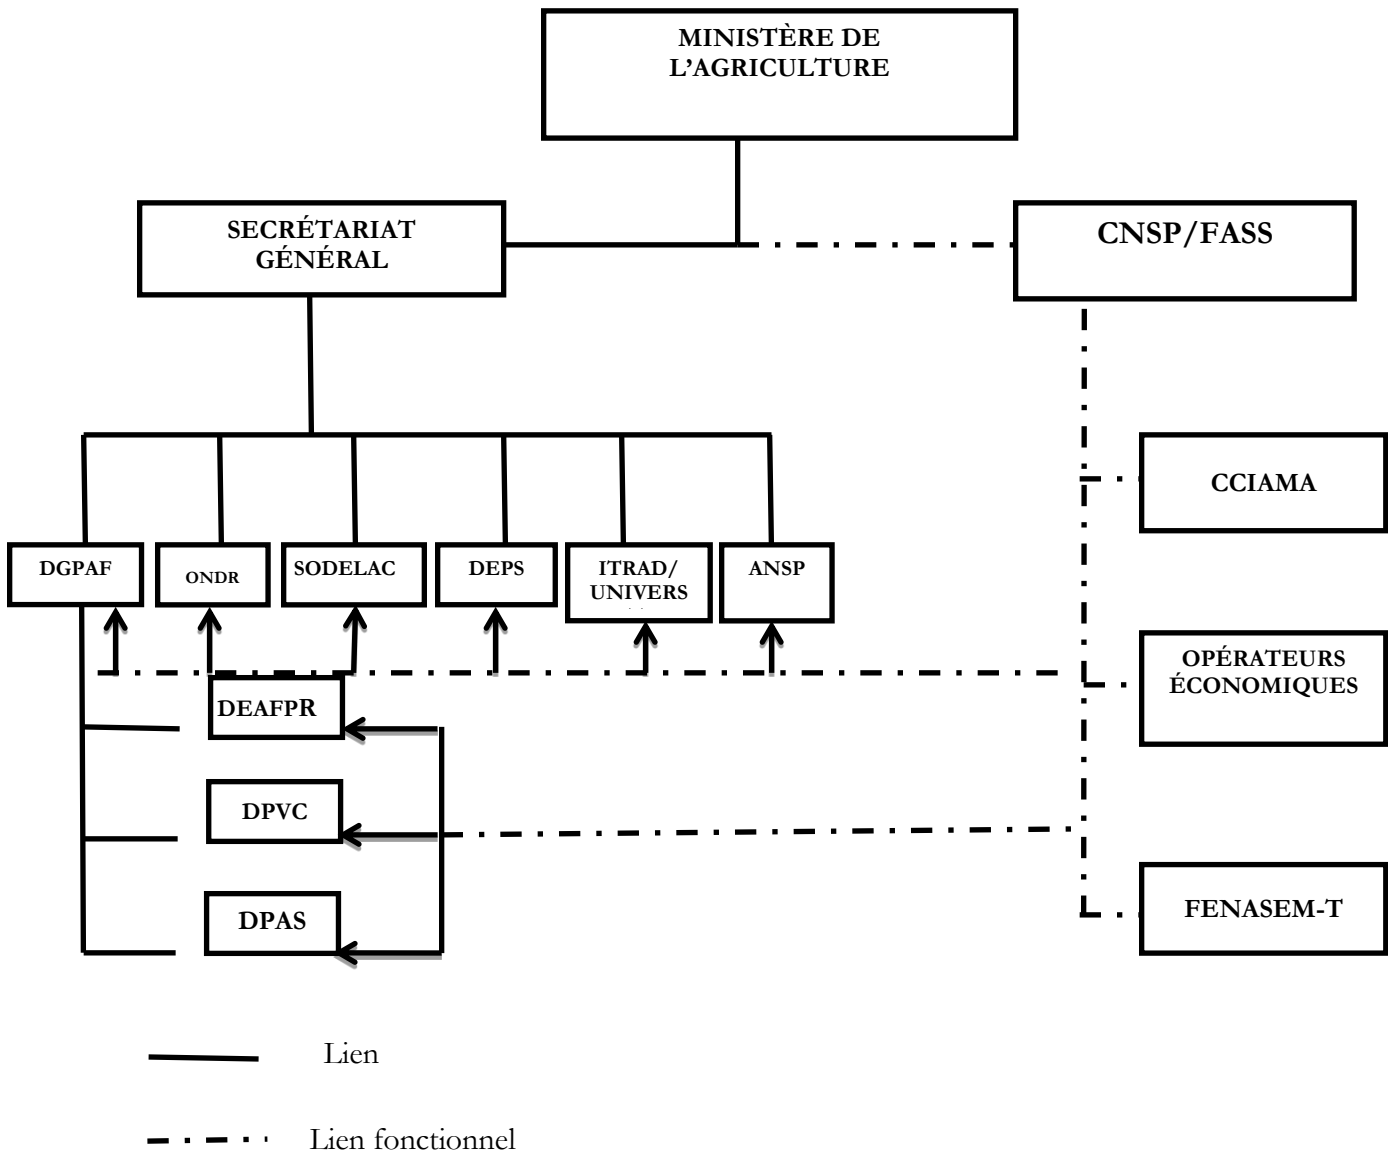 MINISTÈRE DE
L'AGRICULTURE
SECRÉTARIAT
GÉNÉRAL
CNSP/FASS
CCIAMA
DGPAF
ONDR
SODELAC
DEPS
ITRAD/
UNIVERS
ANSP
OPÉRATEURS
ÉCONOMIQUES
DEAFPR
DPVC
DPAS
FENASEM-T
Lien
Lien fonctionnel